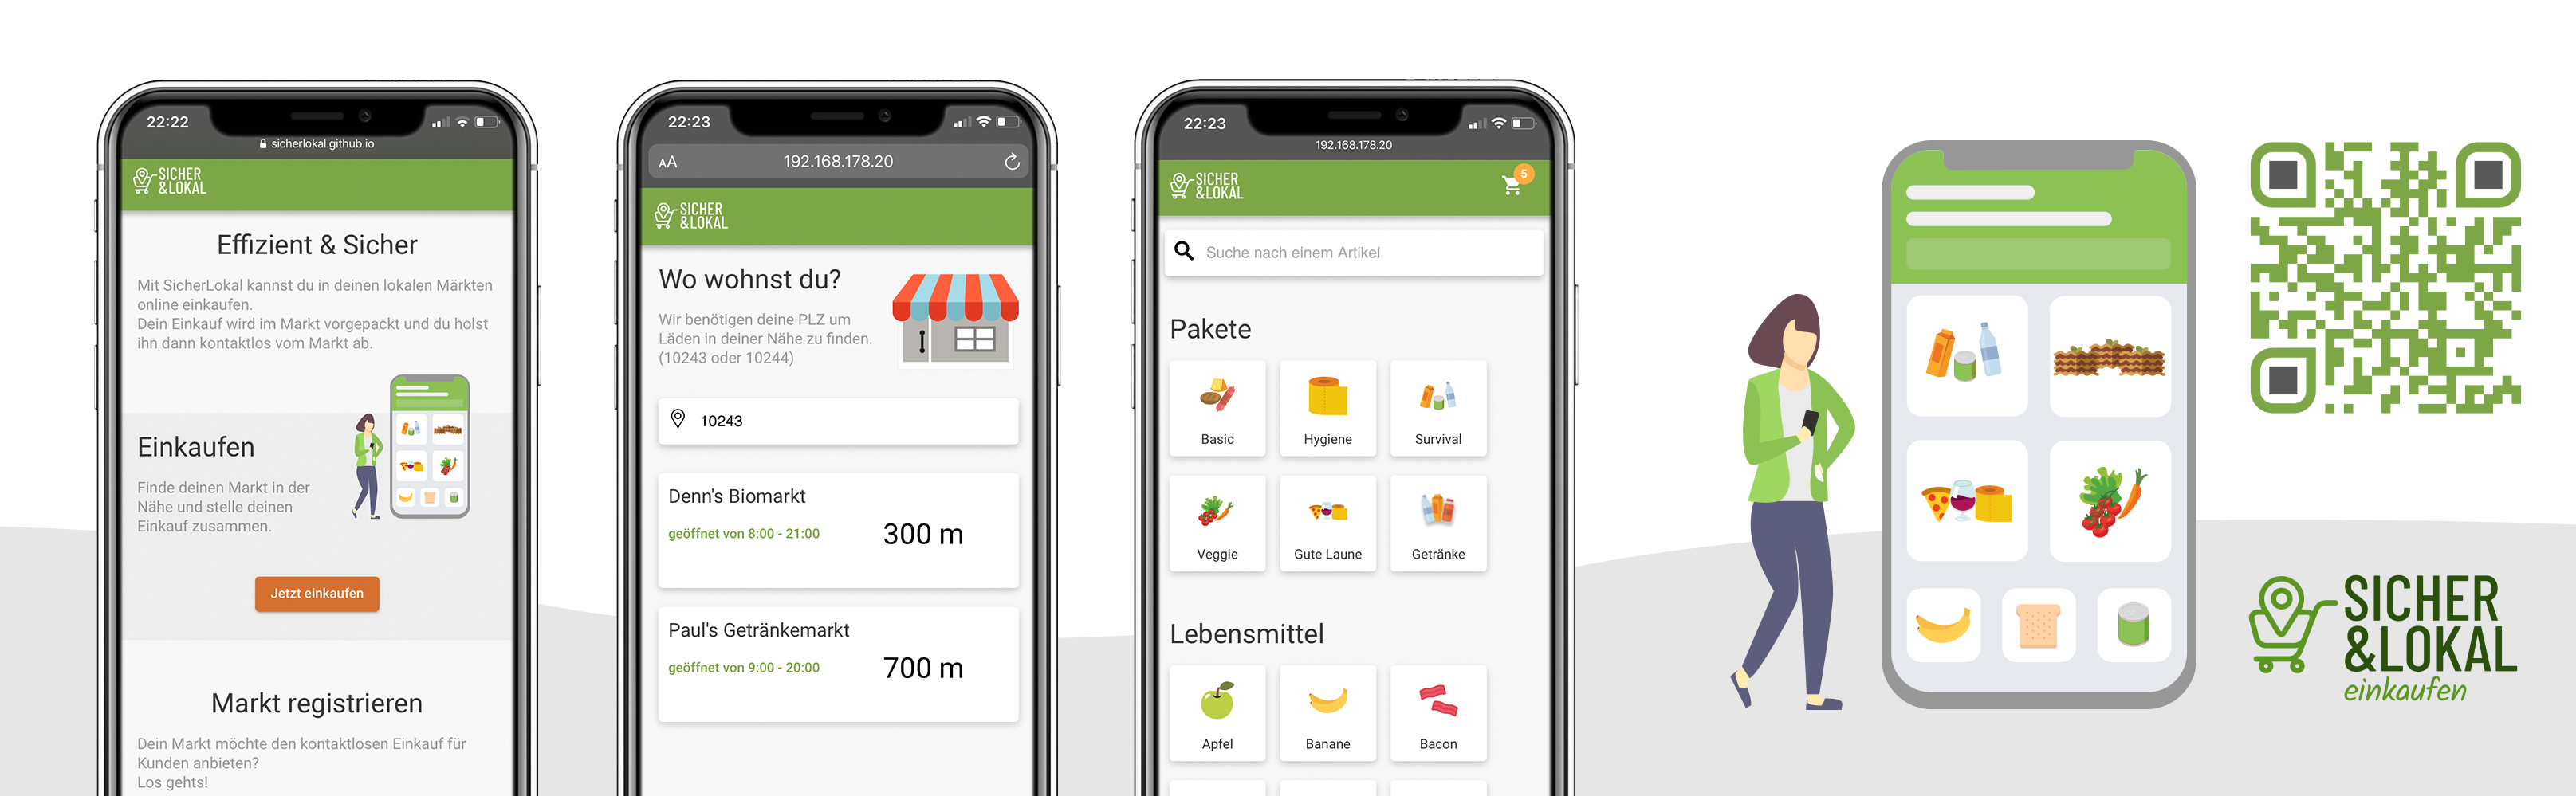 22:22
sicherlokal.github.io
SICHER
&LOKAL
Effizient & Sicher
Mit SicherLokal kannst du in deinen lokalen Märkten
online einkaufen.
Dein Einkauf wird im Markt vorgepackt und du holst
ihn dann kontaktlos vom Markt ab.
Einkaufen
Finde deinen Markt in der
Nähe und stelle deinen
Einkauf zusammen.
Jetzt einkaufen
Markt registrieren
Dein Markt möchte den kontaktlosen Einkauf für
Kunden anbieten?
Los gehts!
22:23
AA 192.168.178.20
SICHER
&LOKAL
Wo wohnst du?
Wir benötigen deine PLZ um
Läden in deiner Nähe zu finden.
(10243 oder 10244)
10243
Denn's Biomarkt
geöffnet von 8:00 - 21:00
300 m
Paul's Getränkemarkt
geöffnet von 9:00 - 20:00
700 m
22:23
192.168.178.20
SICHER
&LOKAL
5
Suche nach einem Artikel
Pakete
Basic Hygiene Survival
Veggie Gute Laune Getränke
Lebensmittel
Apfel Banane Bacon
SICHER
&LOKAL
einkaufen